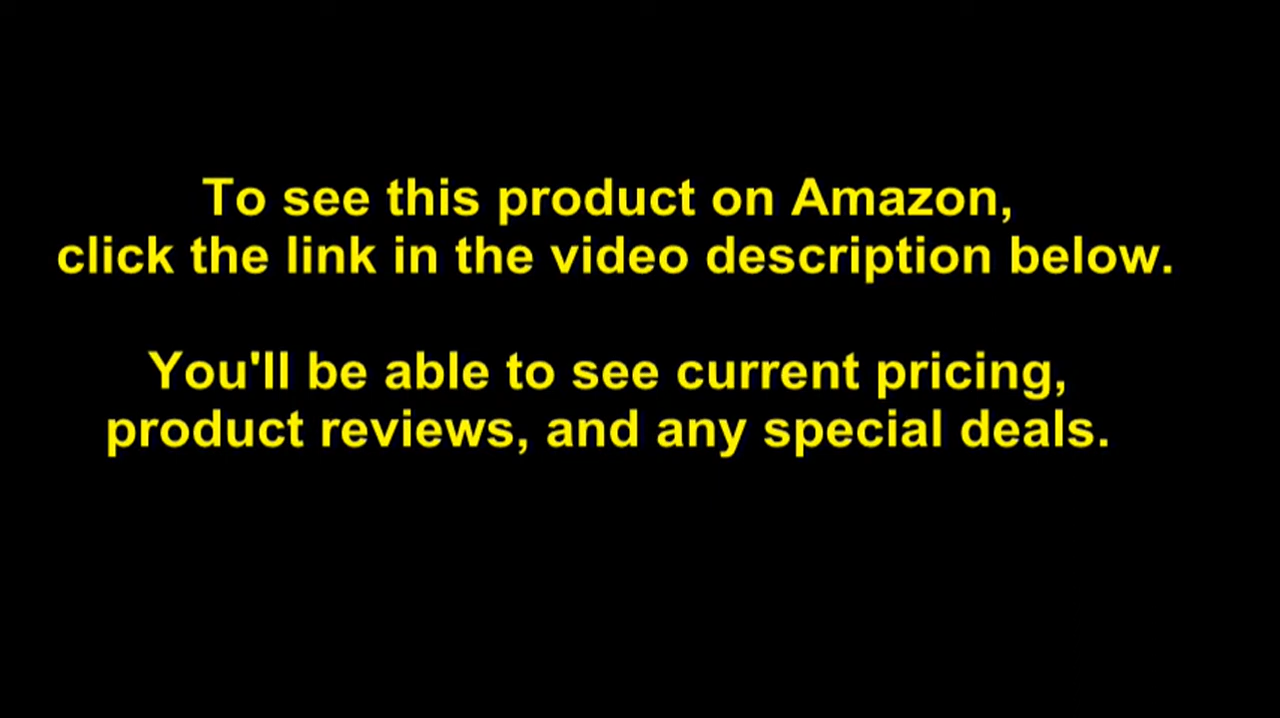 To see this product on Amazon,
click the link in the video description below.
You'll be able to see current pricing,
product reviews, and any special deals.